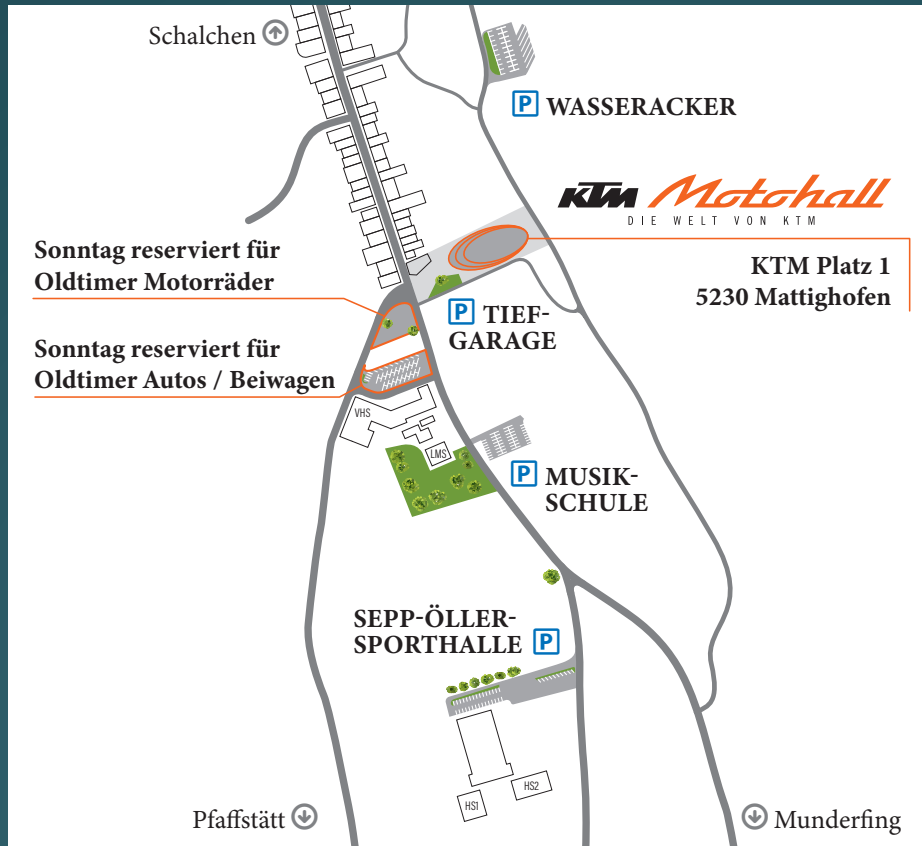 Schalchen
P WASSERACKER
KTM Motohall
DIE WELT VON KTM
Sonntag reserviert für
Oldtimer Motorräder
KTM Platz 1
5230 Mattighofen
P TIEF-
GARAGE
Sonntag reserviert für
Oldtimer Autos / Beiwagen
VHS
LMS
P MUSIK-
SCHULE
SEPP-ÖLLER-
SPORTHALLE P
HS2
HS1
Pfaffstätt
Munderfing